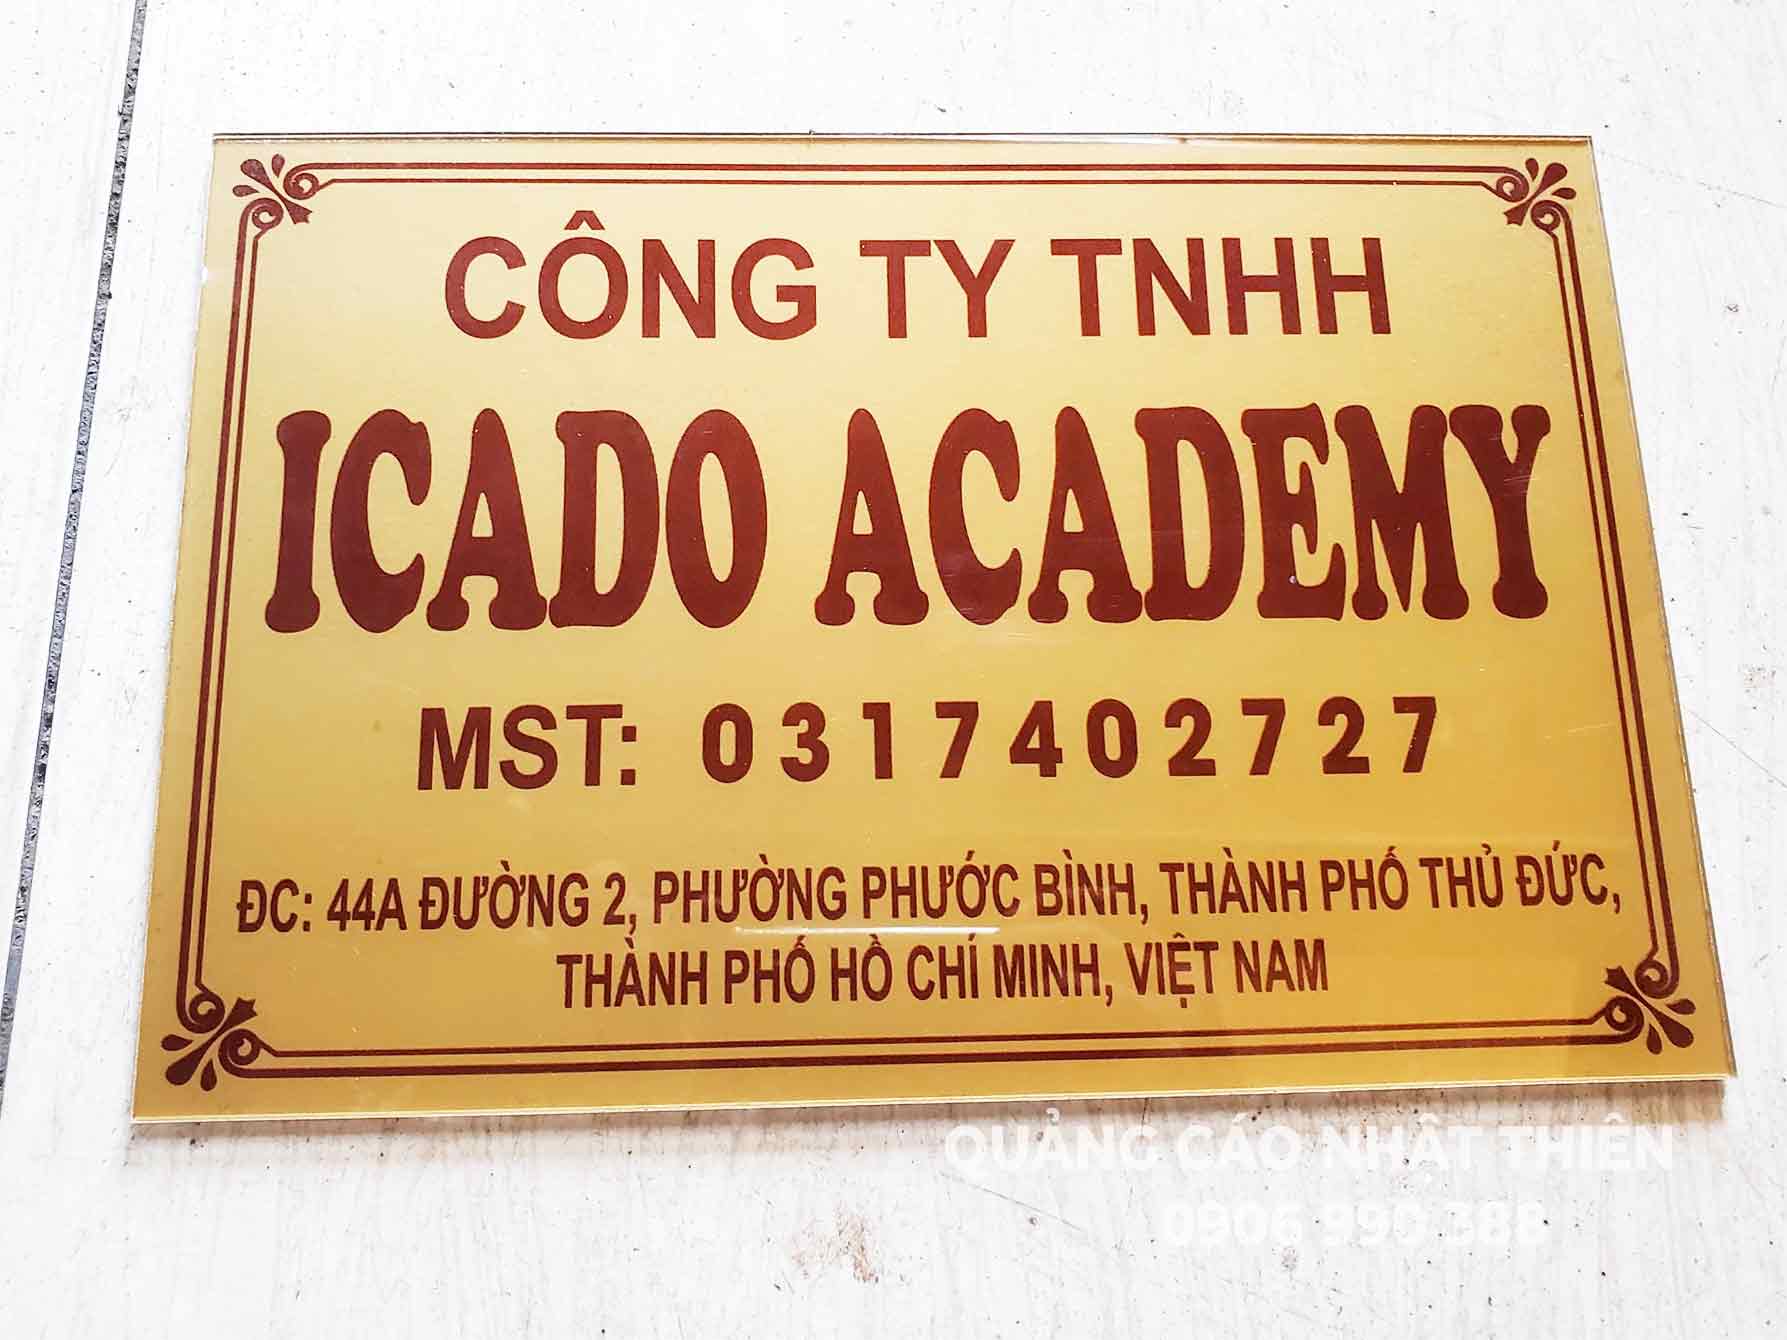 CÔNG TY TNHH
ICADO ACADEMY
MST: 0317402727
ĐC: 44A ĐƯỜNG 2, PHƯỜNG PHƯỚC BÌNH, THÀNH PHỐ THỦ ĐỨC,
THÀNH PHỐ HỒ CHÍ MINH, VIỆT NAM
QUẢNG CÁO NHẬT THIÊN
0906 990 388